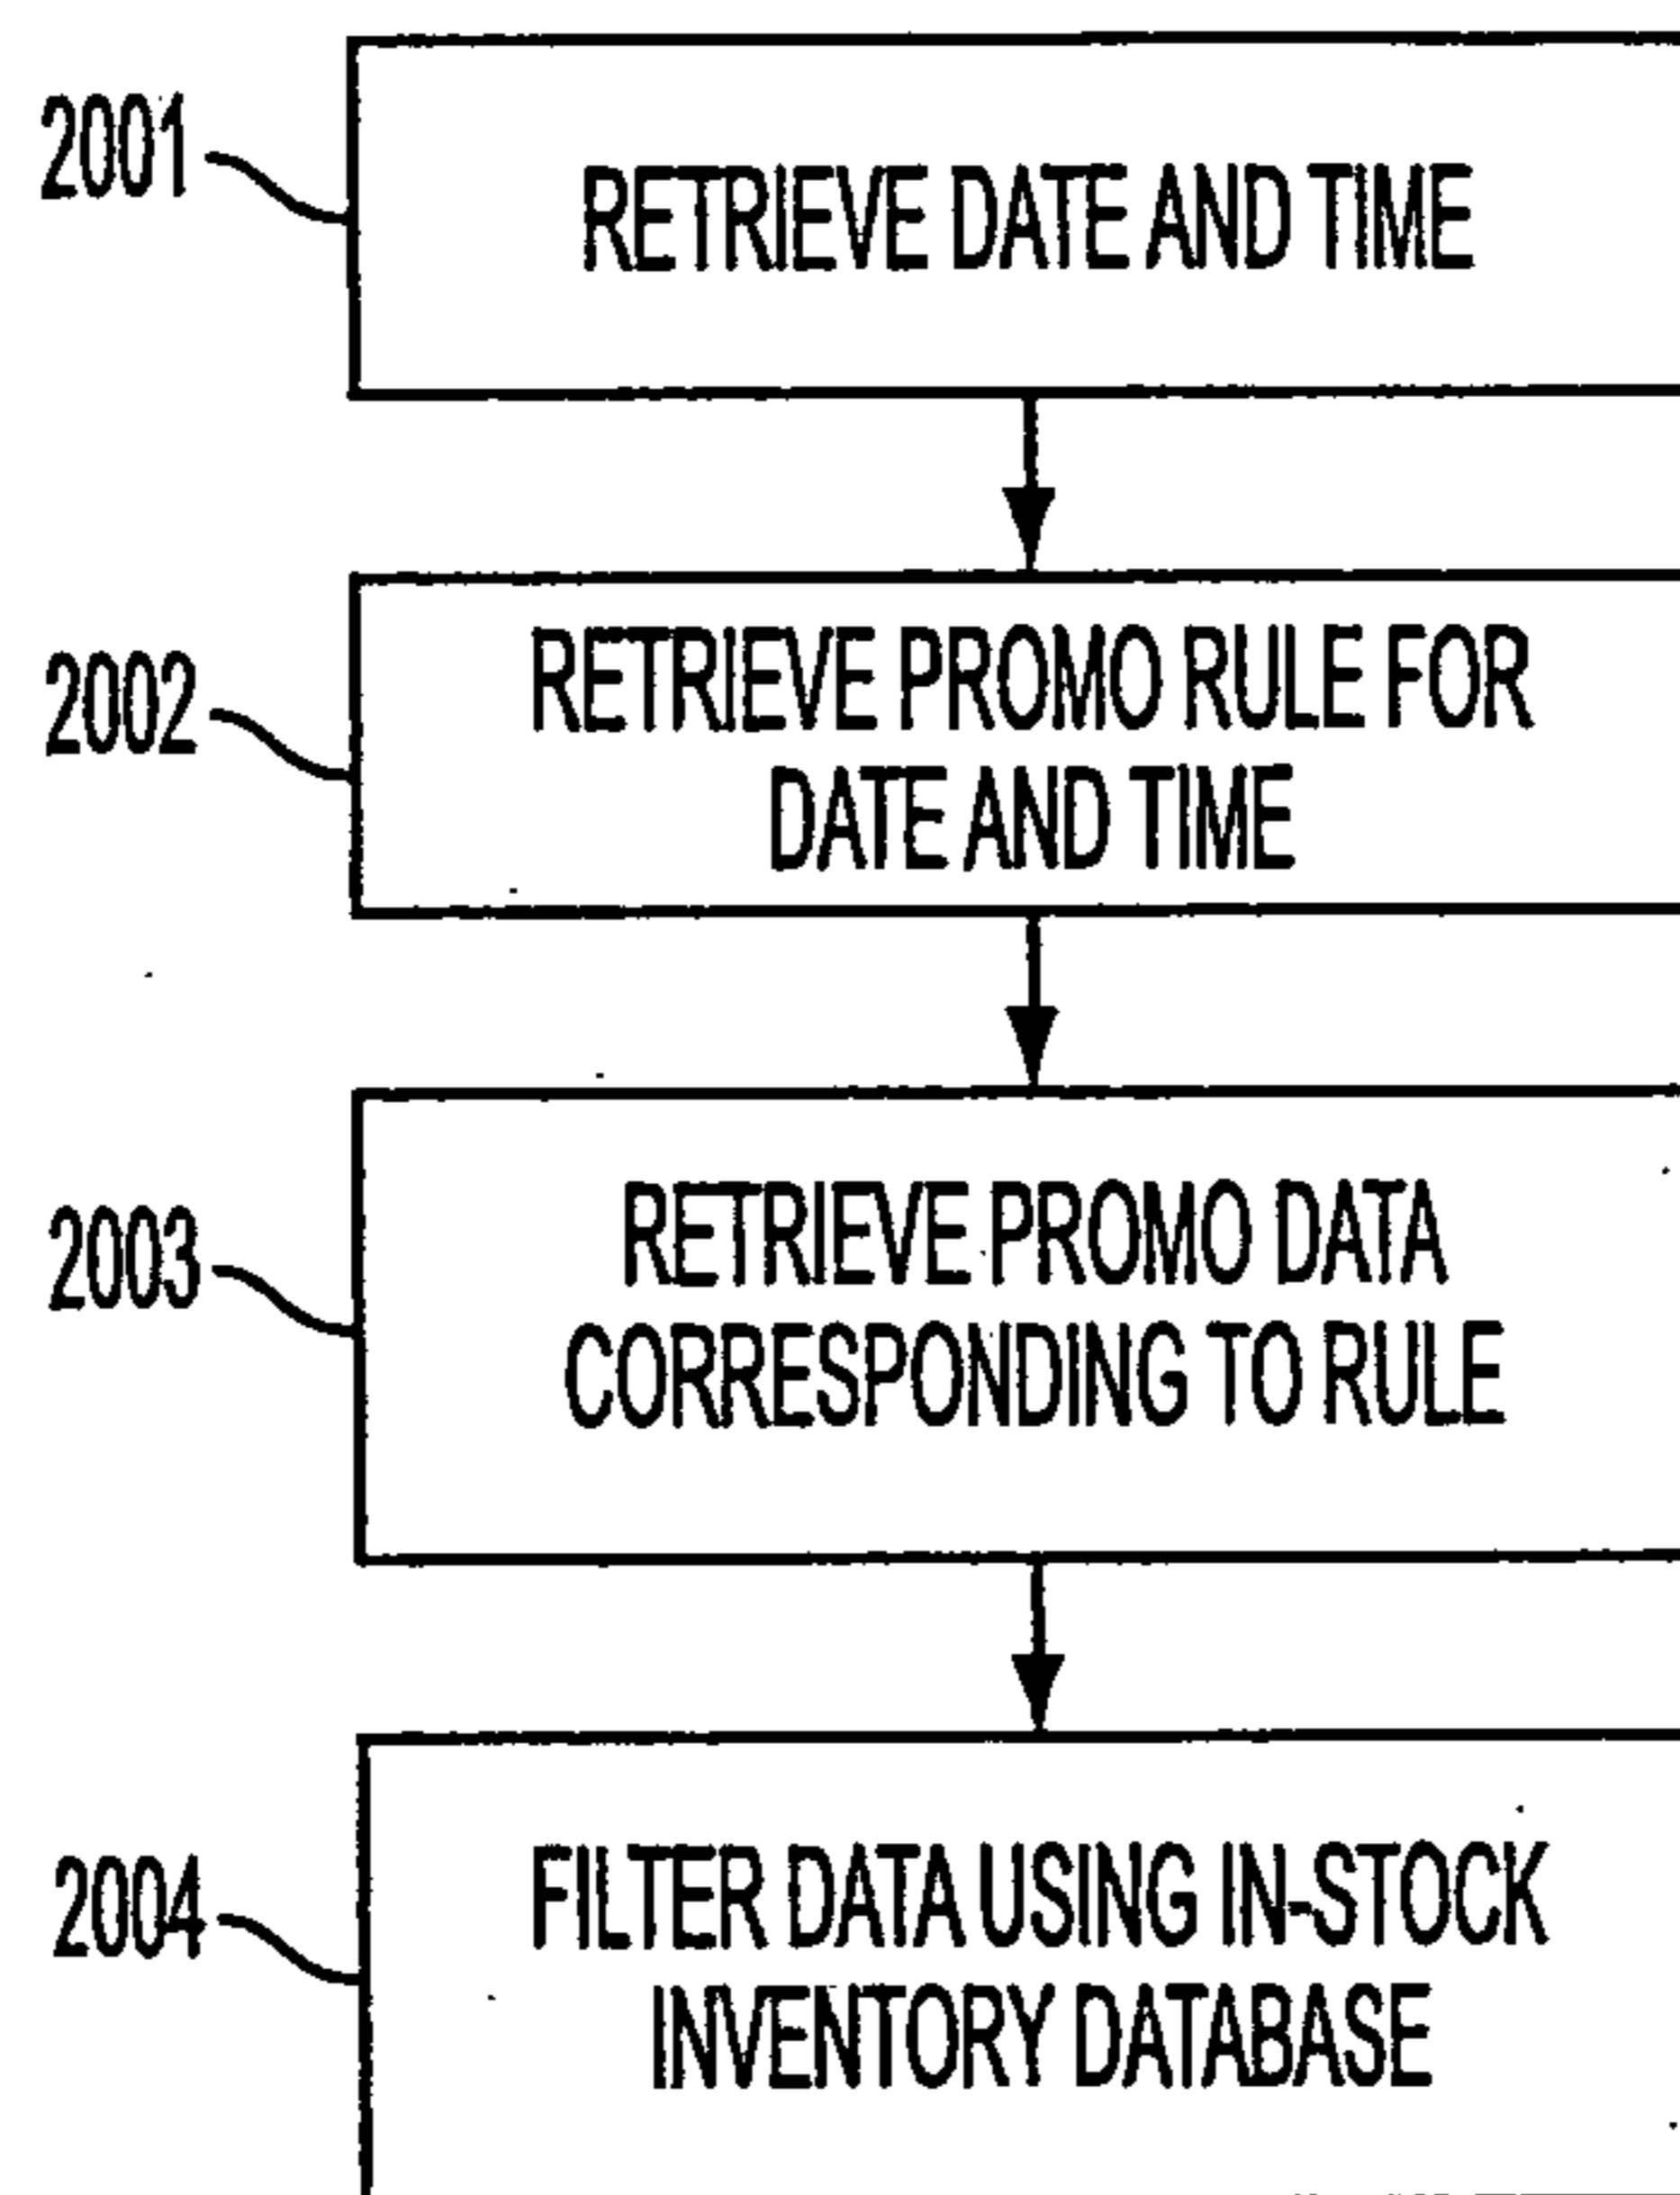 2001
RETRIEVE DATE AND TIME
2002
RETRIEVE PROMO RULE FOR
DATE AND TIME
2003
RETRIEVE PROMO DATA
CORRESPONDING TO RULE
2004
FILTER DATA USING IN-STOCK
INVENTORY DATABASE